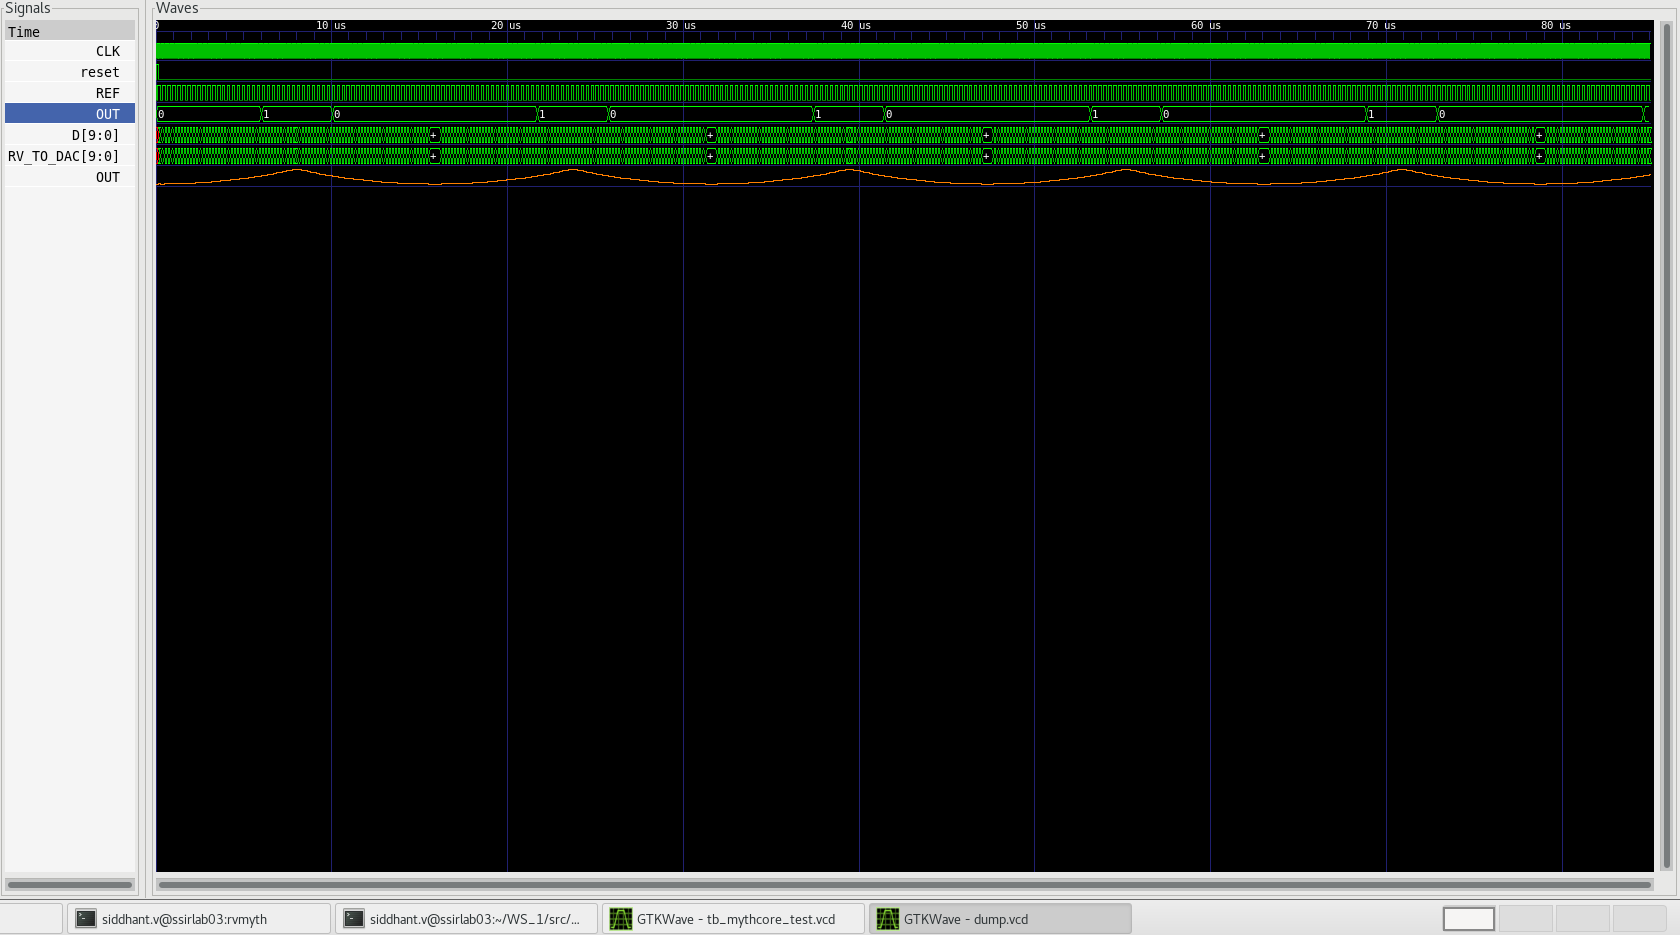 Signals
Waves
Time
0 10 us 20 us 30 us 40 us 50 us 60 us 70 us 80 us
CLK
reset
REF
OUT
0 1 0 1 0 1 0 1 0 1 0
D[9:0]
+ + + + +
RV_TO_DAC[9:0]
+ + + + +
OUT
siddhant.v@ssirlab03:rvmyth
siddhant.v@ssirlab03:~/WS_1/src/...
GTKWave - tb_mythcore_test.vcd
GTKWave - dump.vcd